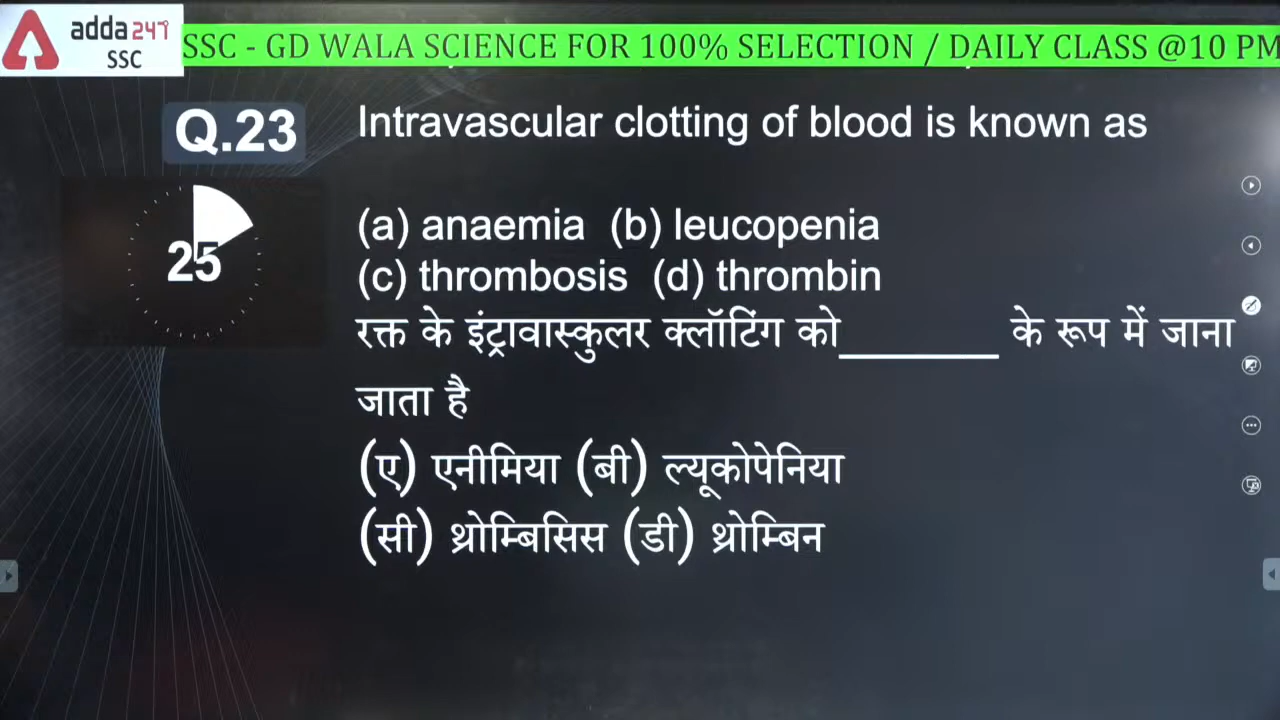 adda247
SSC
SSC - GD WALA SCIENCE FOR 100% SELECTION / DAILY CLASS @10 PM
Q.23
Intravascular clotting of blood is known as
25
(a) anaemia (b) leucopenia
(c) thrombosis (d) thrombin
रक्त के इंट्रावास्कुलर क्लॉटिंग को_________ के रूप में जाना
जाता है
(ए) एनीमिया (बी) ल्यूकोपेनिया
(सी) थ्रोम्बिसिस (डी) थ्रोम्बिन